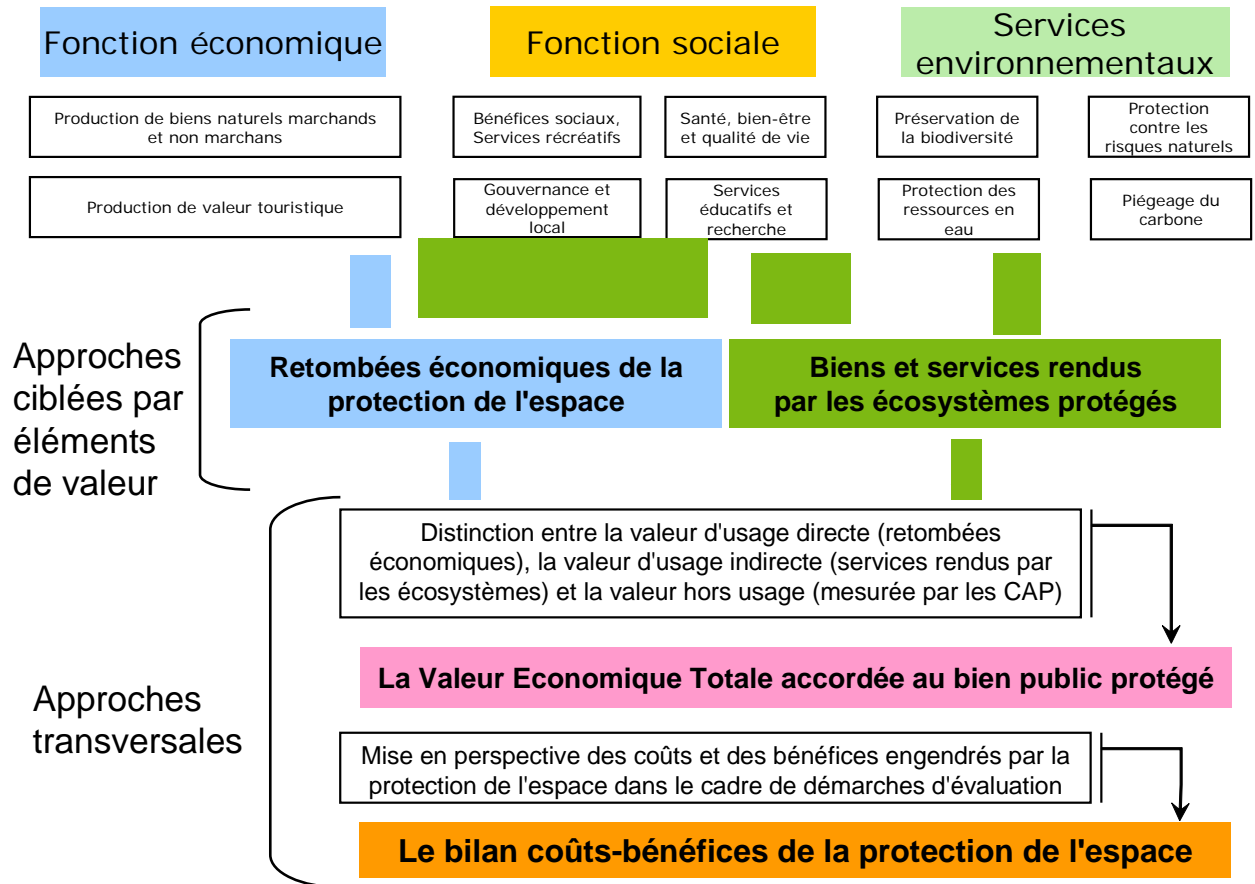 Fonction économique
Fonction sociale
Services
environnementaux
Production de biens naturels marchands
et non marchans
Bénéfices sociaux,
Services récréatifs
Santé, bien-être
et qualité de vie
Préservation de
la biodiversité
Protection
contre les
risques naturels
Production de valeur touristique
Gouvernance et
développement
local
Services
éducatifs et
recherche
Protection des
ressources en
eau
Piégeage du
carbone
Approches
ciblées par
éléments
de valeur
Retombées économiques de la
protection de l'espace
Biens et services rendus
par les écosystèmes protégés
Approches
transversales
Distinction entre la valeur d'usage directe (retombées
économiques), la valeur d'usage indirecte (services rendus par
les écosystèmes) et la valeur hors usage (mesurée par les CAP)
La Valeur Economique Totale accordée au bien public protégé
Mise en perspective des coûts et des bénéfices engendrés par la
protection de l'espace dans le cadre de démarches d'évaluation
Le bilan coûts-bénéfices de la protection de l'espace